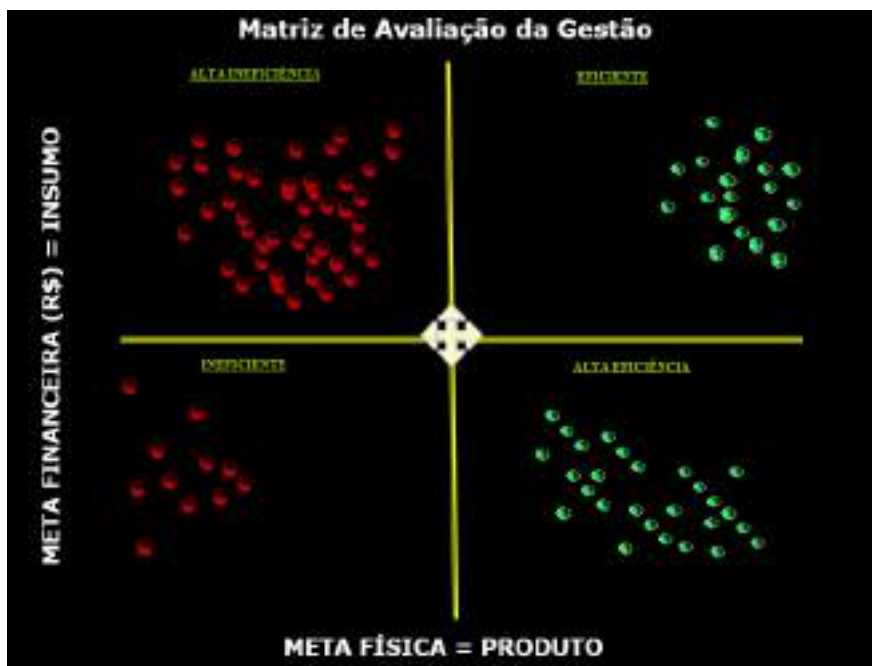 Matriz de Avaliação da Gestão
ALTA INEFICIÊNCIA
EFICIENTE
META FINANCEIRA (R$) = INSUMO
INEFICIENTE
ALTA EFICIÊNCIA
META FÍSICA = PRODUTO